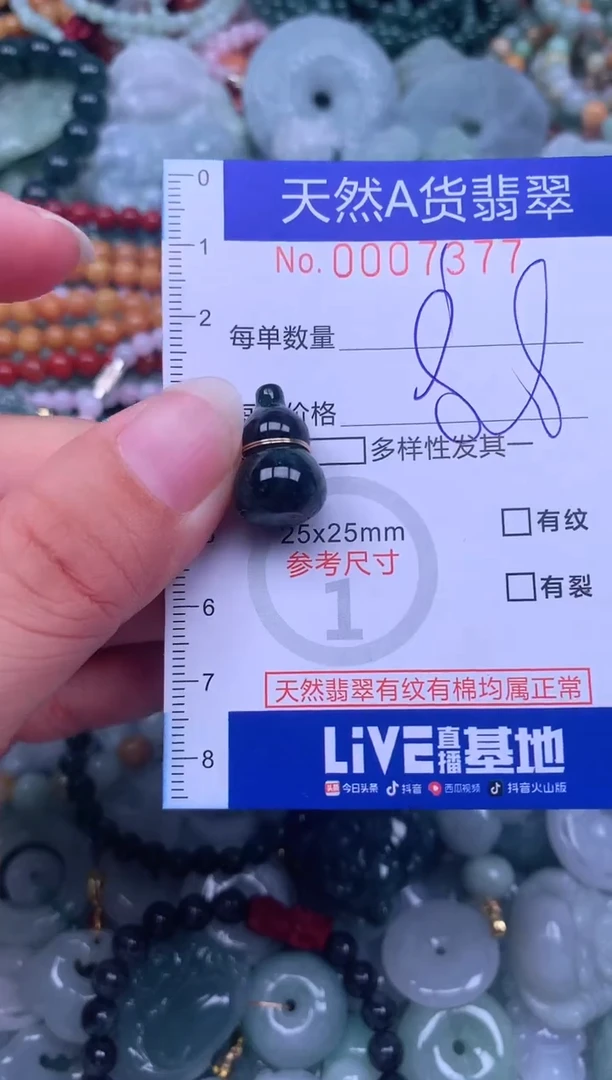 0
天然A货翡翠
1
No.0007377
2
每单数量
价格
多样性发其一
25x25mm
有纹
参考尺寸
1
有裂
6
7
天然翡翠有纹有棉均属正常
LiVE直播基地
8
头条 今日头条 抖音 西瓜视频 抖音火山版